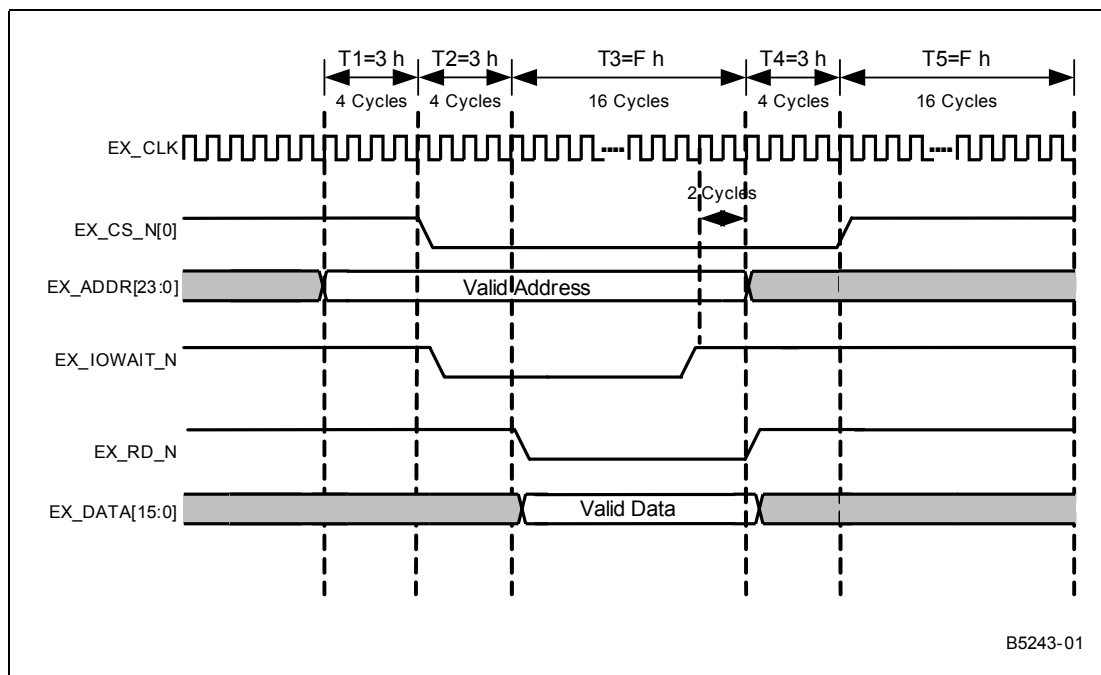 T1=3 h T2=3 h T3=F h T4=3 h T5=F h
4 Cycles 4 Cycles 16 Cycles 4 Cycles 16 Cycles
EX_CLK
2 Cycles
EX_CS_N[0]
EX_ADDR[23:0] Valid Address
EX_IOWAIT_N
EX_RD_N
EX_DATA[15:0] Valid Data
B5243-01